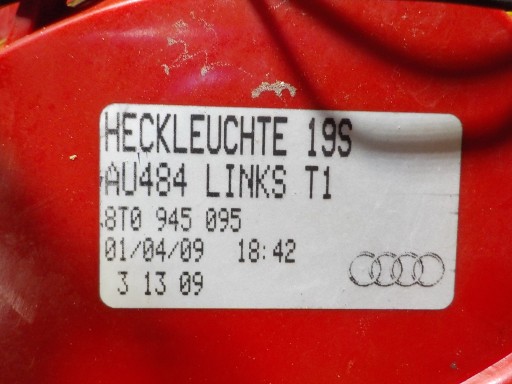 HECKLEUCHTE 19S
AU484 LINKS T1
8T0 945 095
01/04/09 18:42
3 13 09